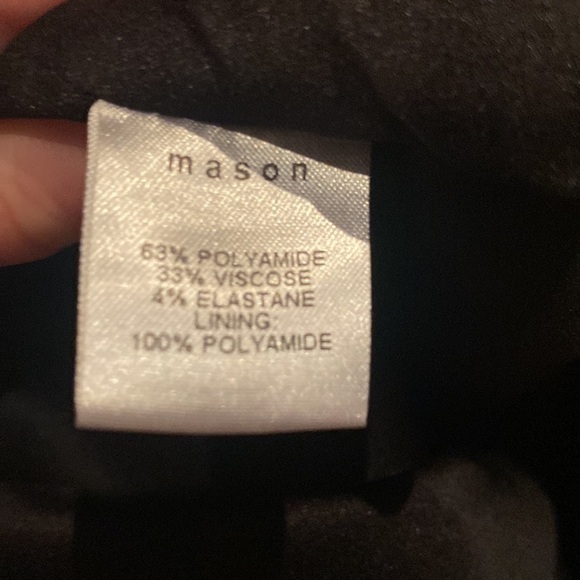 mason
63% POLYAMIDE
33% VISCOSE
4% ELASTANE
LINING:
100% POLYAMIDE